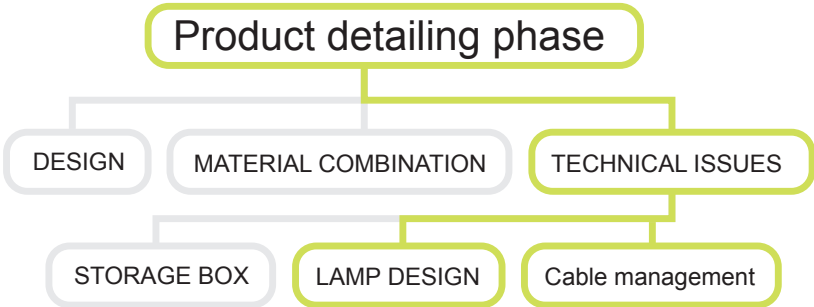 Product detailing phase
DESIGN
MATERIAL COMBINATION
TECHNICAL ISSUES
STORAGE BOX
LAMP DESIGN
Cable management